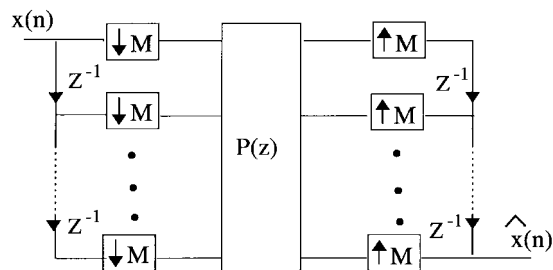 x(n)
↓ M
↑ M
Z⁻¹
Z⁻¹
↓ M
↑ M
P(z)
Z⁻¹
Z⁻¹
x̂(n)
↓ M
↑ M